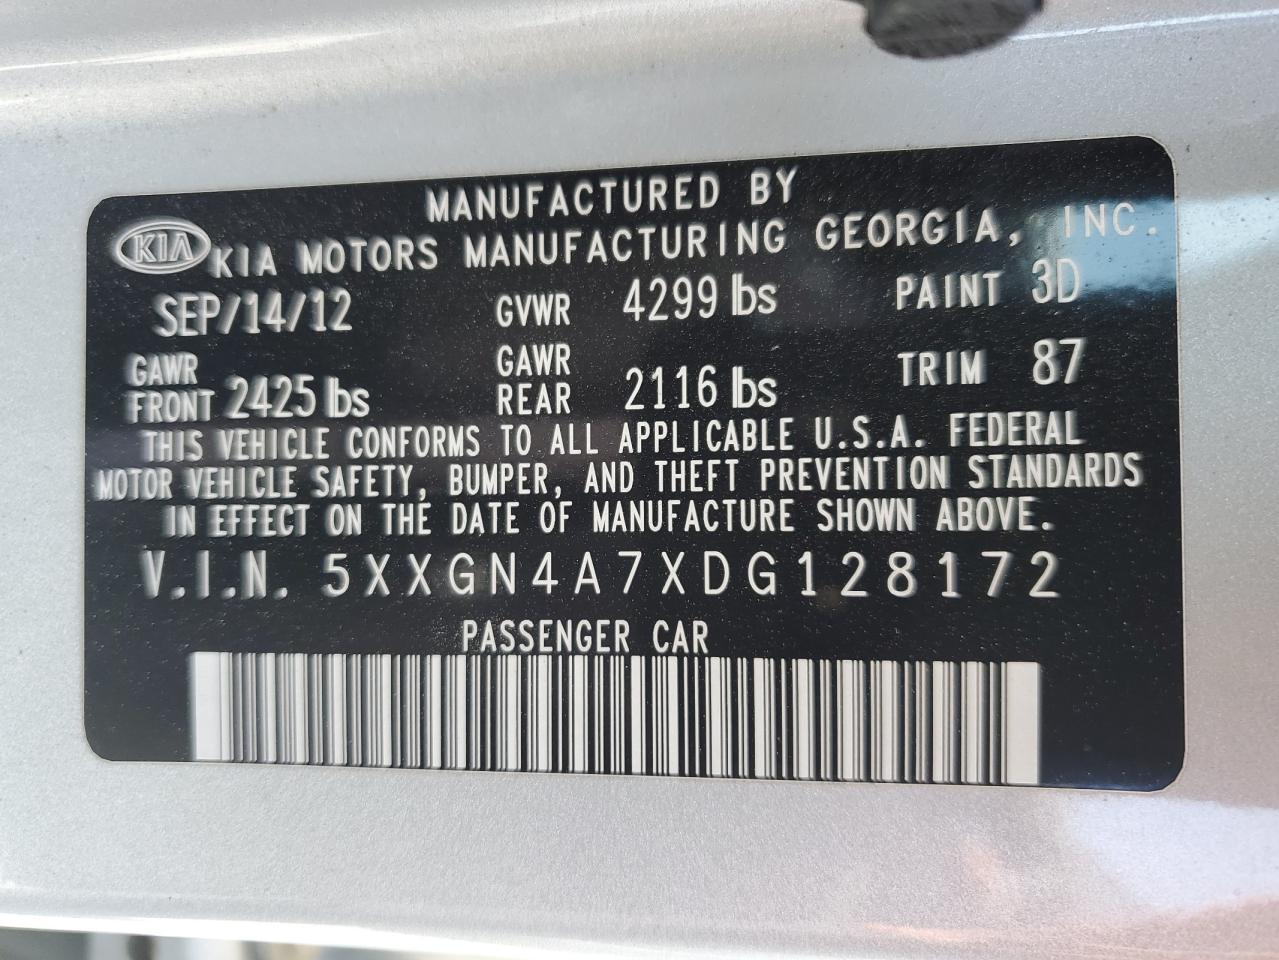 MANUFACTURED BY
KIA KIA MOTORS MANUFACTURING GEORGIA, INC.
SEP/14/12 GVWR 4299 lbs PAINT 3D
GAWR FRONT 2425 lbs GAWR REAR 2116 lbs TRIM 87
THIS VEHICLE CONFORMS TO ALL APPLICABLE U.S.A. FEDERAL
MOTOR VEHICLE SAFETY, BUMPER, AND THEFT PREVENTION STANDARDS
IN EFFECT ON THE DATE OF MANUFACTURE SHOWN ABOVE.
V.I.N. 5XXGN4A7XDG128172
PASSENGER CAR